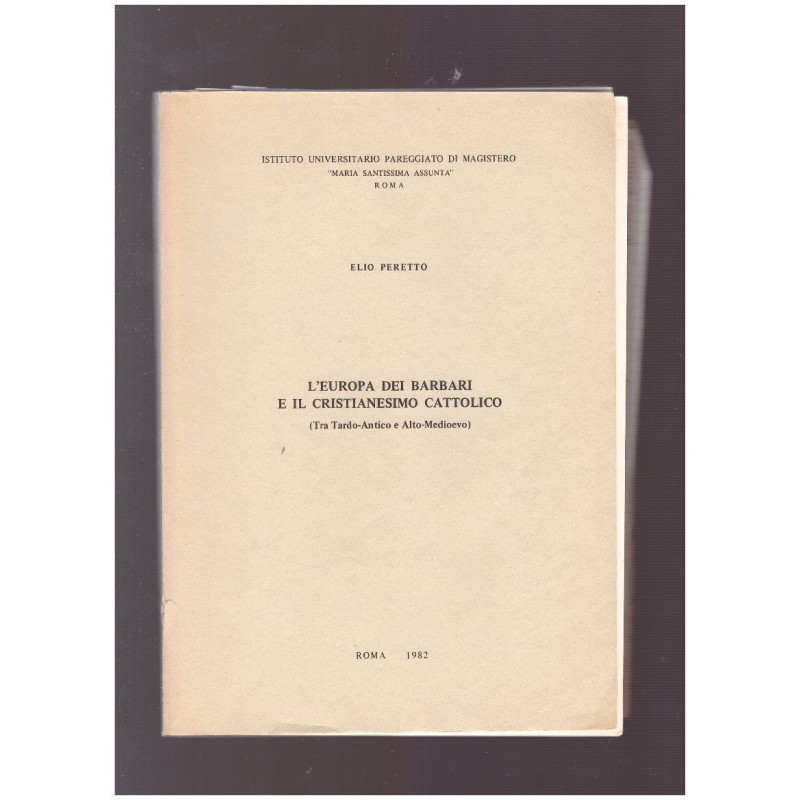 ISTITUTO UNIVERSITARIO PAREGGIATO DI MAGISTERO
"MARIA SANTISSIMA ASSUNTA"
ROMA
ELIO PERETTO
L'EUROPA DEI BARBARI
E IL CRISTIANESIMO CATTOLICO
(Tra Tardo-Antico e Alto-Medioevo)
ROMA 1982